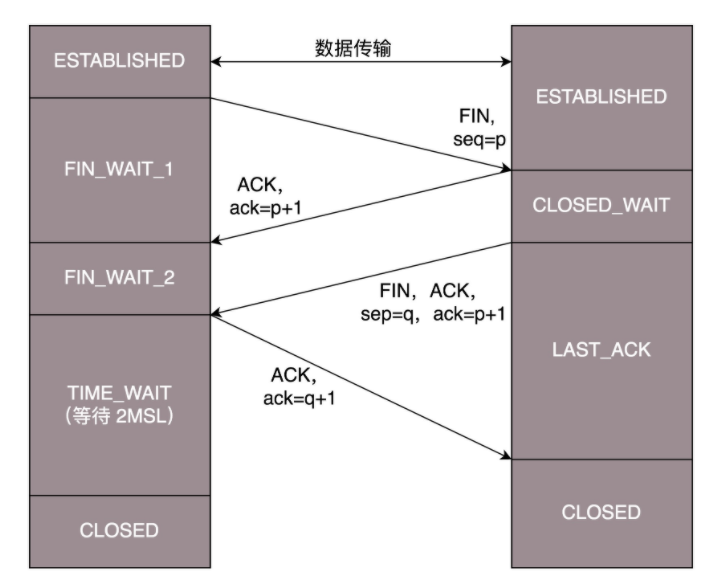 数据传输
ESTABLISHED
ESTABLISHED
FIN,
seq=p
FIN_WAIT_1
ACK,
ack=p+1
CLOSED_WAIT
FIN_WAIT_2
FIN, ACK,
sep=q, ack=p+1
LAST_ACK
ACK,
ack=q+1
TIME_WAIT
（等待 2MSL）
CLOSED
CLOSED